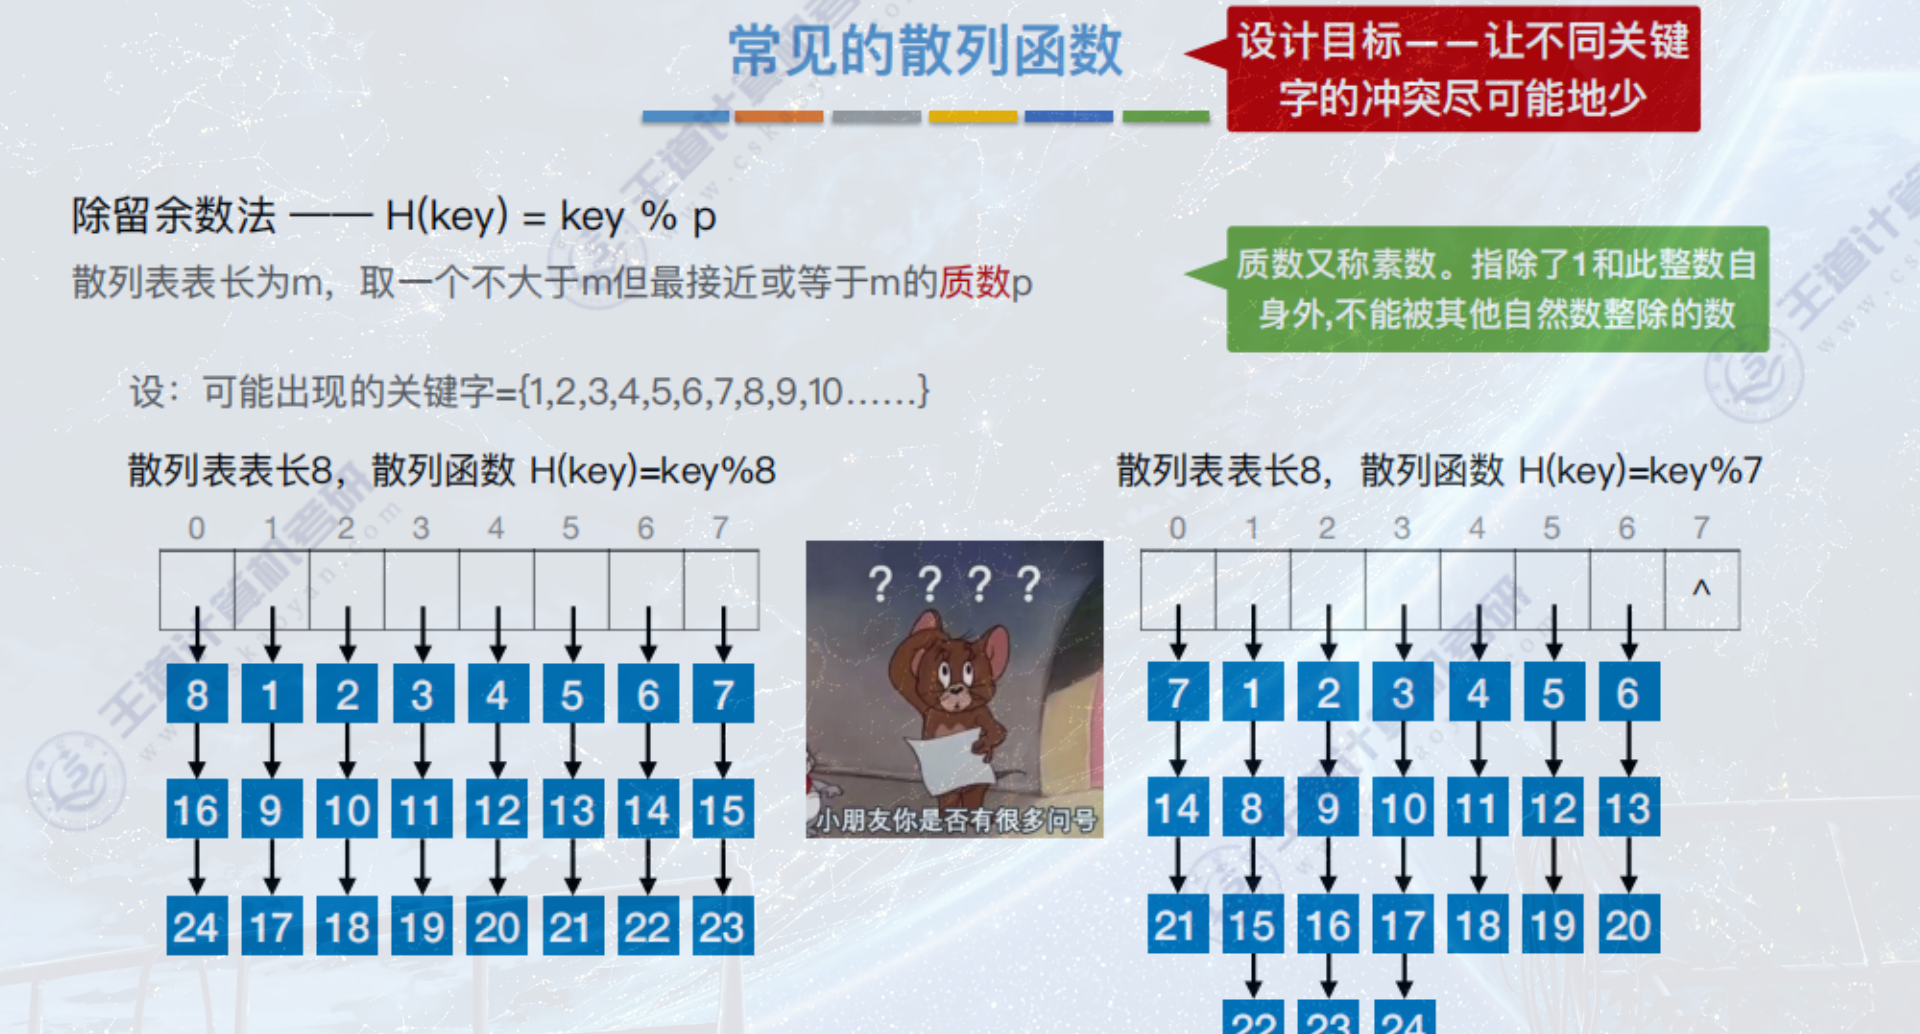 常见的散列函数
设计目标——让不同关键
字的冲突尽可能地少
除留余数法 —— H(key) = key % p
散列表表长为m，取一个不大于m但最接近或等于m的质数p
质数又称素数。指除了1和此整数自
身外,不能被其他自然数整除的数
设：可能出现的关键字={1,2,3,4,5,6,7,8,9,10……}
散列表表长8，散列函数 H(key)=key%8
0 1 2 3 4 5 6 7
8 1 2 3 4 5 6 7
16 9 10 11 12 13 14 15
24 17 18 19 20 21 22 23
? ? ? ?
小朋友你是否有很多问号
散列表表长8，散列函数 H(key)=key%7
0 1 2 3 4 5 6 7
^
7 1 2 3 4 5 6
14 8 9 10 11 12 13
21 15 16 17 18 19 20
22 23 24
王道计算机考研
www.cskaoyan.com